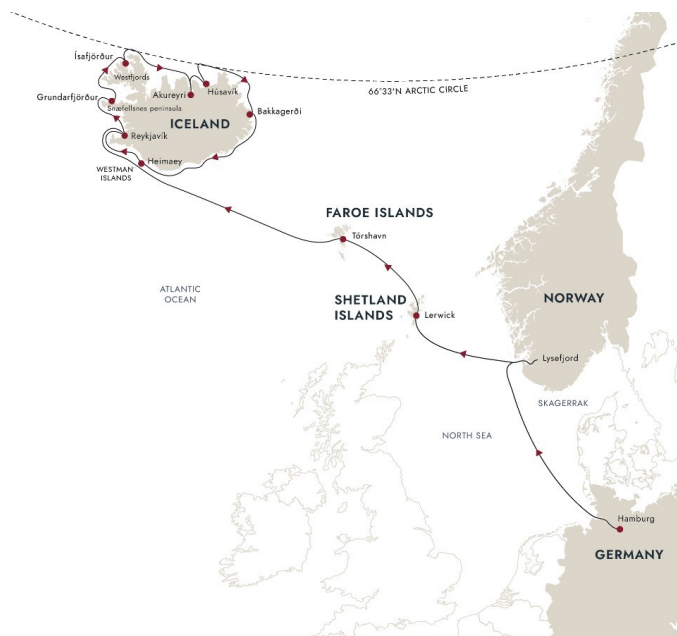 Ísafjörður
Westfjords
Grundarfjörður
Snæfellsnes peninsula
Akureyri
Húsavík
66°33'N ARCTIC CIRCLE
ICELAND
Bakkagerði
Reykjavík
Heimaey
WESTMAN
ISLANDS
FAROE ISLANDS
Tórshavn
ATLANTIC
OCEAN
SHETLAND
ISLANDS
Lerwick
NORWAY
Lysefjord
SKAGERRAK
NORTH SEA
Hamburg
GERMANY